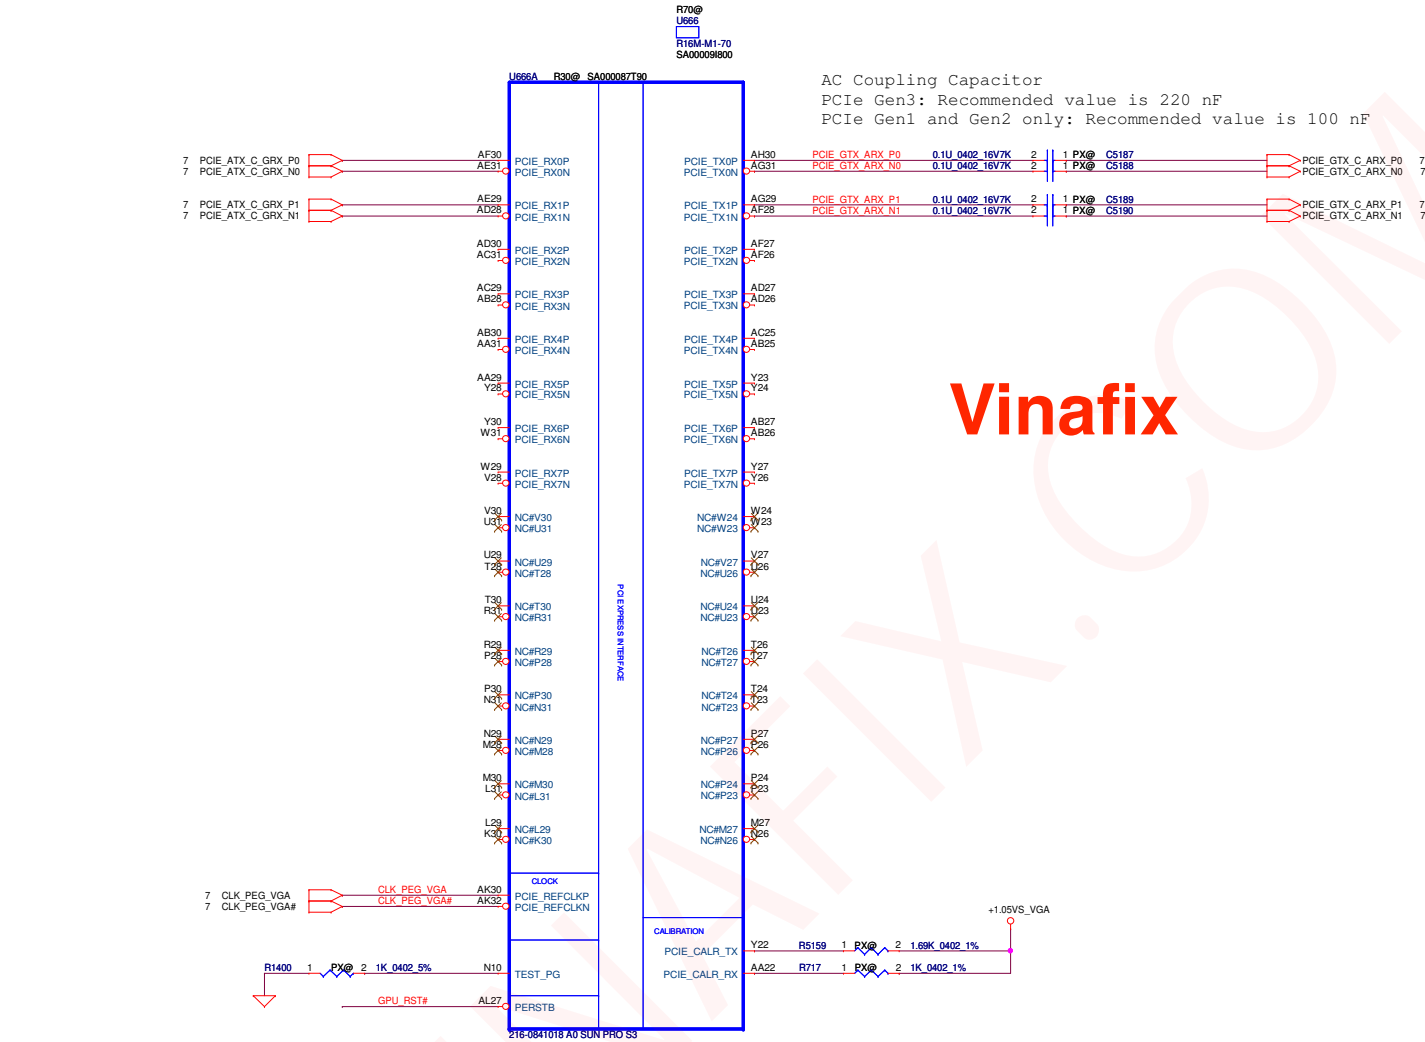 R70@
U666
R16M-M1-70
SA00009I800
U666A R30@ SA000087T90
AC Coupling Capacitor
PCIe Gen3: Recommended value is 220 nF
PCIe Gen1 and Gen2 only: Recommended value is 100 nF
7 PCIE_ATX_C_GRX_P0 AF30 PCIE_RX0P PCIE_TX0P AH30 PCIE_GTX_ARX_P0 0.1U_0402_16V7K 2 1 PX@ C5187 PCIE_GTX_C_ARX_P0 7
7 PCIE_ATX_C_GRX_N0 AE31 PCIE_RX0N PCIE_TX0N AG31 PCIE_GTX_ARX_N0 0.1U_0402_16V7K 2 1 PX@ C5188 PCIE_GTX_C_ARX_N0 7
7 PCIE_ATX_C_GRX_P1 AE29 PCIE_RX1P PCIE_TX1P AG29 PCIE_GTX_ARX_P1 0.1U_0402_16V7K 2 1 PX@ C5189 PCIE_GTX_C_ARX_P1 7
7 PCIE_ATX_C_GRX_N1 AD28 PCIE_RX1N PCIE_TX1N AF28 PCIE_GTX_ARX_N1 0.1U_0402_16V7K 2 1 PX@ C5190 PCIE_GTX_C_ARX_N1 7
AD30 PCIE_RX2P PCIE_TX2P AF27
AC31 PCIE_RX2N PCIE_TX2N AF26
AC29 PCIE_RX3P PCIE_TX3P AD27
AB28 PCIE_RX3N PCIE_TX3N AD26
AB30 PCIE_RX4P PCIE_TX4P AC25
AA31 PCIE_RX4N PCIE_TX4N AB25
AA29 PCIE_RX5P PCIE_TX5P Y23
Y28 PCIE_RX5N PCIE_TX5N Y24
Vinafix
Y30 PCIE_RX6P PCIE_TX6P AB27
W31 PCIE_RX6N PCIE_TX6N AB26
W29 PCIE_RX7P PCIE_TX7P Y27
V28 PCIE_RX7N PCIE_TX7N Y26
V30 NC#V30 NC#W24 W24
U31 NC#U31 NC#W23 W23
U29 NC#U29 NC#V27 V27
T28 NC#T28 NC#U26 U26
T30 NC#T30 NC#U24 U24
R31 NC#R31 NC#U23 U23
PCI EXPRESS INTERFACE
R29 NC#R29 NC#T26 T26
P28 NC#P28 NC#T27 T27
P30 NC#P30 NC#T24 T24
N31 NC#N31 NC#T23 T23
N29 NC#N29 NC#P27 P27
M28 NC#M28 NC#P26 P26
M30 NC#M30 NC#P24 P24
L31 NC#L31 NC#P23 P23
L29 NC#L29 NC#M27 M27
K30 NC#K30 NC#N26 N26
CLOCK
7 CLK_PEG_VGA CLK_PEG_VGA AK30 PCIE_REFCLKP
7 CLK_PEG_VGA# CLK_PEG_VGA# AK32 PCIE_REFCLKN
+1.05VS_VGA
CALIBRATION
PCIE_CALR_TX Y22 R5159 1 PX@ 2 1.69K_0402_1%
R1400 1 PX@ 2 1K_0402_5% N10 TEST_PG PCIE_CALR_RX AA22 R717 1 PX@ 2 1K_0402_1%
GPU_RST# AL27 PERSTB
216-0841018 A0 SUN PRO S3
VINAFIX.COM